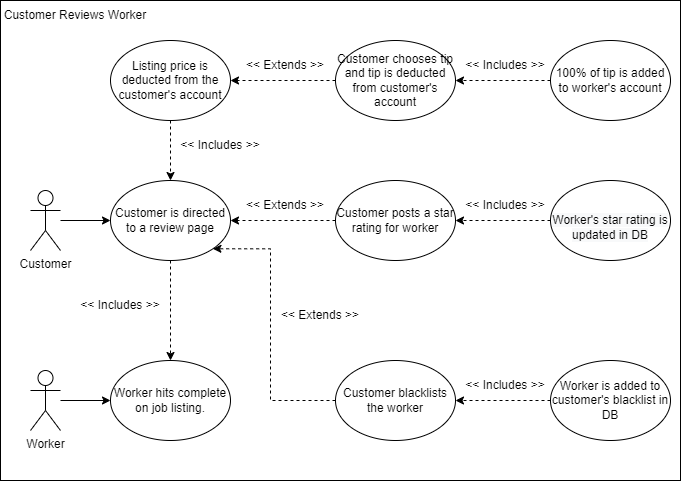 Customer Reviews Worker
Listing price is
deducted from the
customer's account
<< Extends >>
Customer chooses tip
and tip is deducted
from customer's
account
<< Includes >>
100% of tip is added
to worker's account
<< Includes >>
Customer
Customer is directed
to a review page
<< Extends >>
Customer posts a star
rating for worker
<< Includes >>
Worker's star rating is
updated in DB
<< Includes >>
<< Extends >>
Worker
Worker hits complete
on job listing.
Customer blacklists
the worker
<< Includes >>
Worker is added to
customer's blacklist in
DB